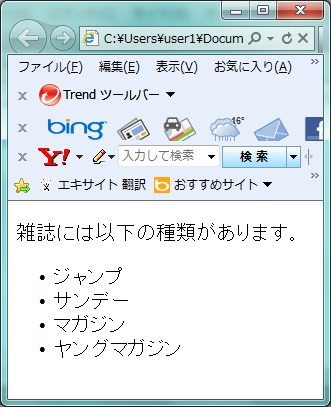 C:¥Users¥user1¥Docum
ファイル(F) 編集(E) 表示(V) お気に入り(A) »
x Trend ツールバー
x bing 16° »
x Y! 入力して検索 検 索 »
エキサイト 翻訳 おすすめサイト »
雑誌には以下の種類があります。
• ジャンプ
• サンデー
• マガジン
• ヤングマガジン